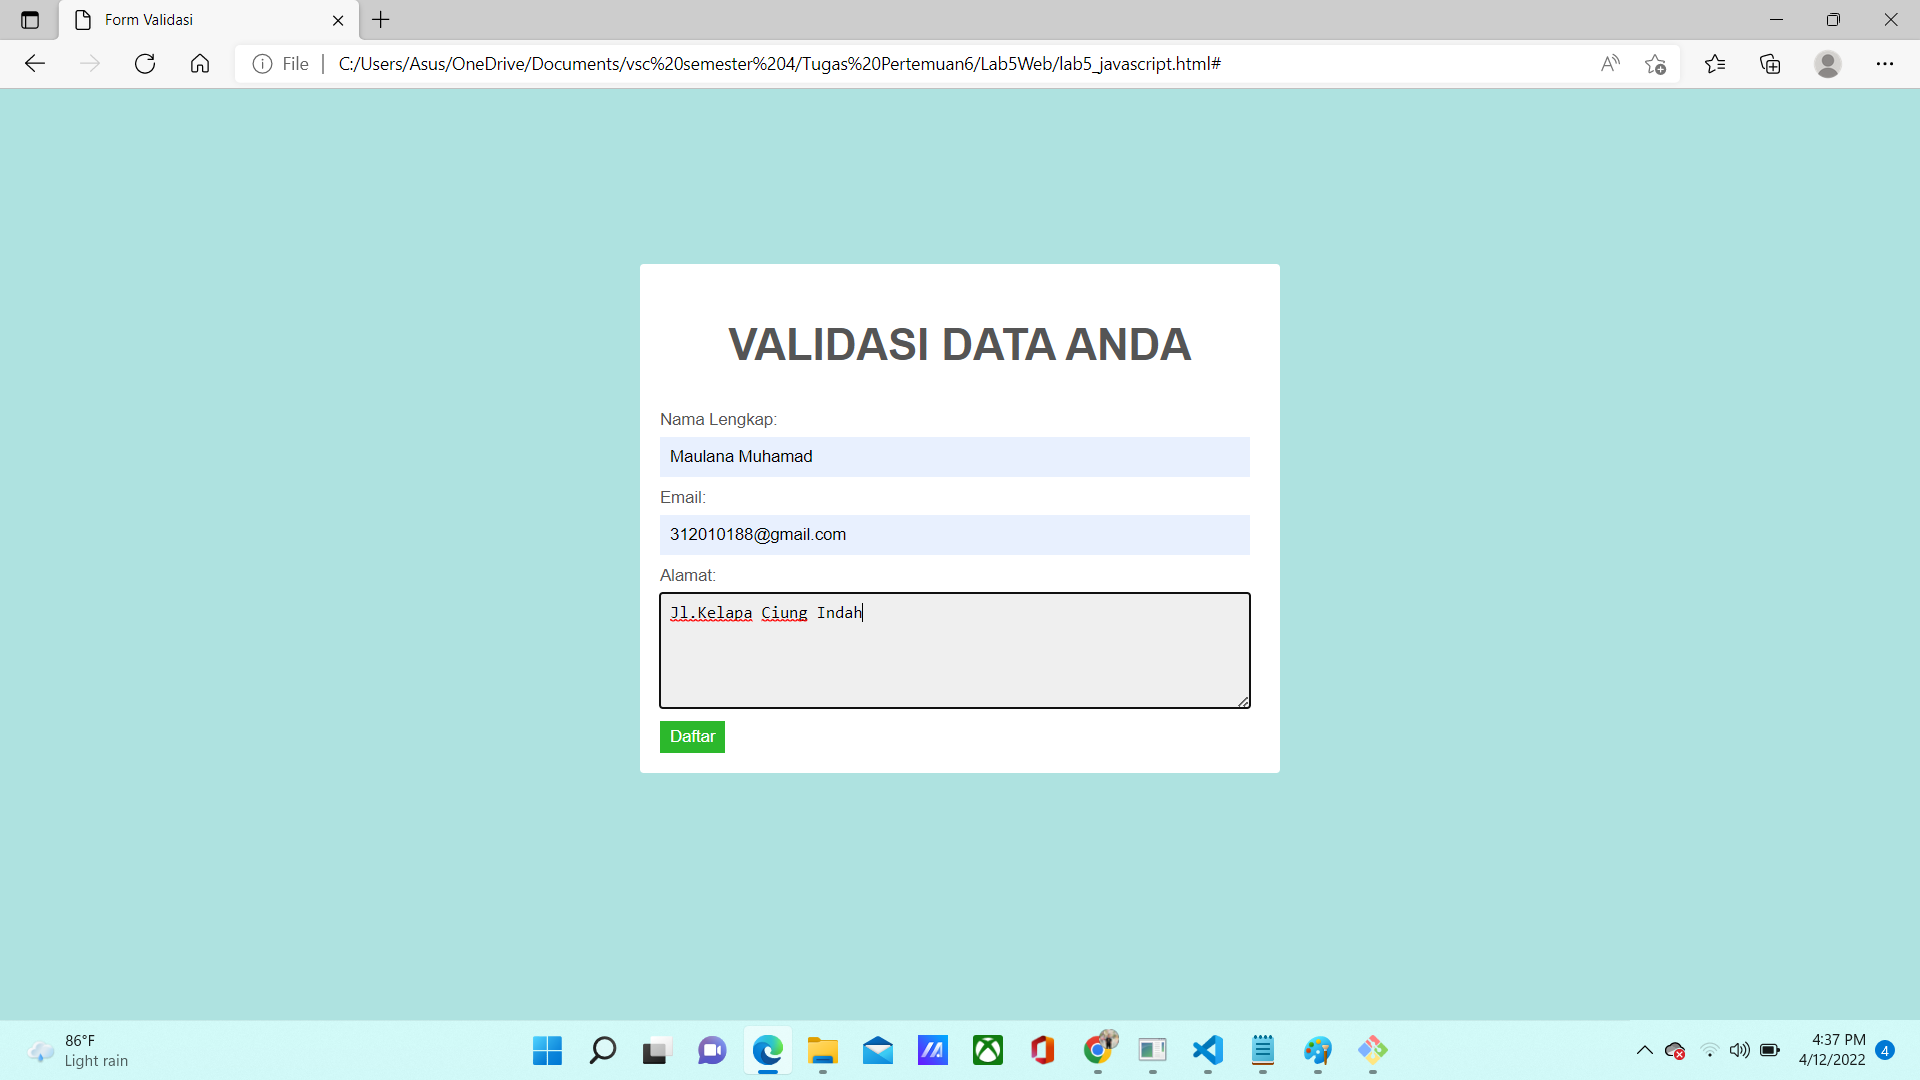 Form Validasi
File
C:/Users/Asus/OneDrive/Documents/vsc%20semester%204/Tugas%20Pertemuan6/Lab5Web/lab5_javascript.html#
VALIDASI DATA ANDA
Nama Lengkap:
Maulana Muhamad
Email:
312010188@gmail.com
Alamat:
Jl.Kelapa Ciung Indah
Daftar
86°F
Light rain
4:37 PM
4/12/2022
4